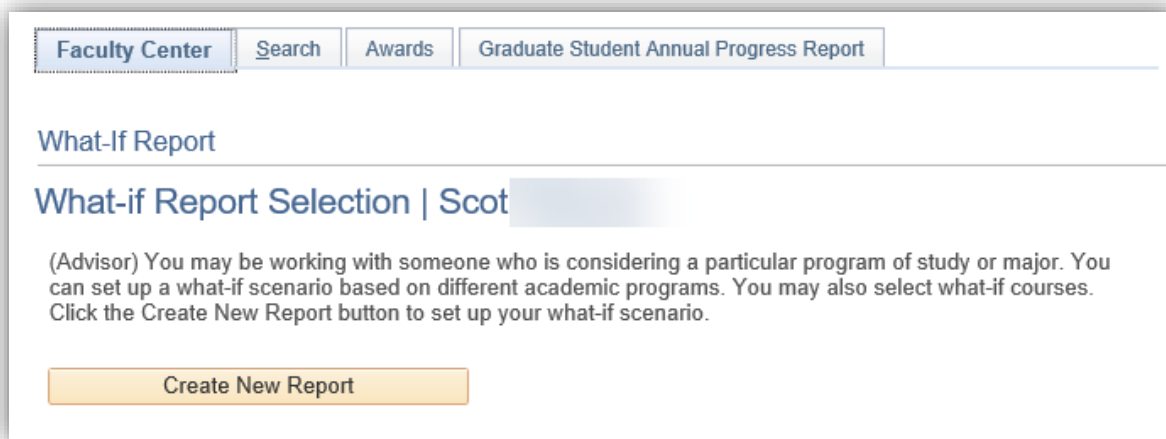 Faculty Center Search Awards Graduate Student Annual Progress Report
What-If Report
What-if Report Selection | Scot
(Advisor) You may be working with someone who is considering a particular program of study or major. You
can set up a what-if scenario based on different academic programs. You may also select what-if courses.
Click the Create New Report button to set up your what-if scenario.
Create New Report